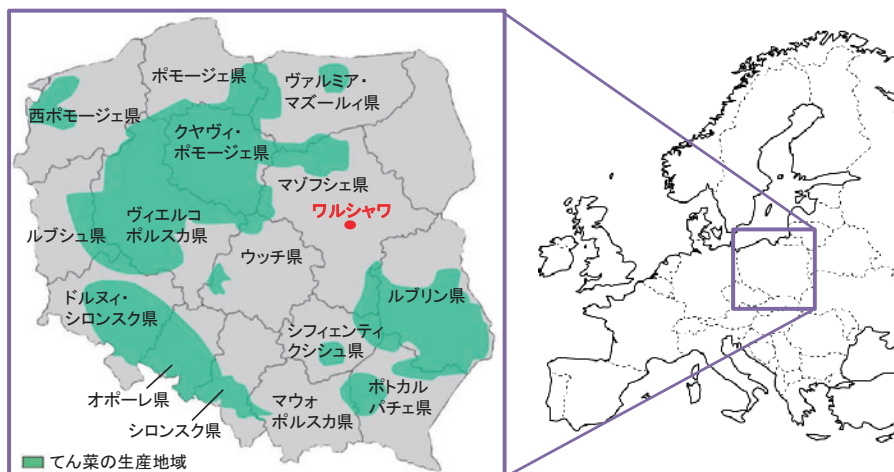 ポモージェ県
ヴァルミア・
マズールィ県
西ポモージェ県
クヤヴィ・
ポモージェ県
マゾフシェ県
ワルシャワ
ヴィエルコ
ポルスカ県
ルブシュ県
ウッチ県
ルブリン県
ドルヌィ・
シロンスク県
シフィェンティ
クシシュ県
オポーレ県
シロンスク県
マウォ
ポルスカ県
ポトカル
パチェ県
てん菜の生産地域